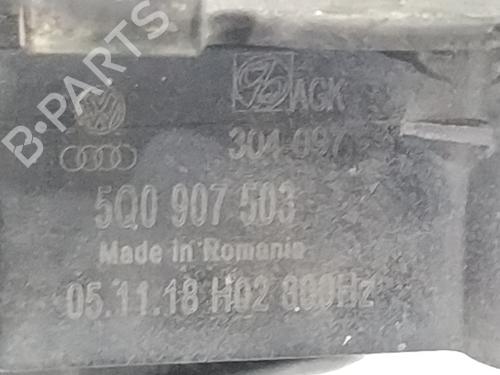 B-PARTS
AGK
304-097
5Q0 907 503
Made in Romania
05.11.18 H02 800Hz